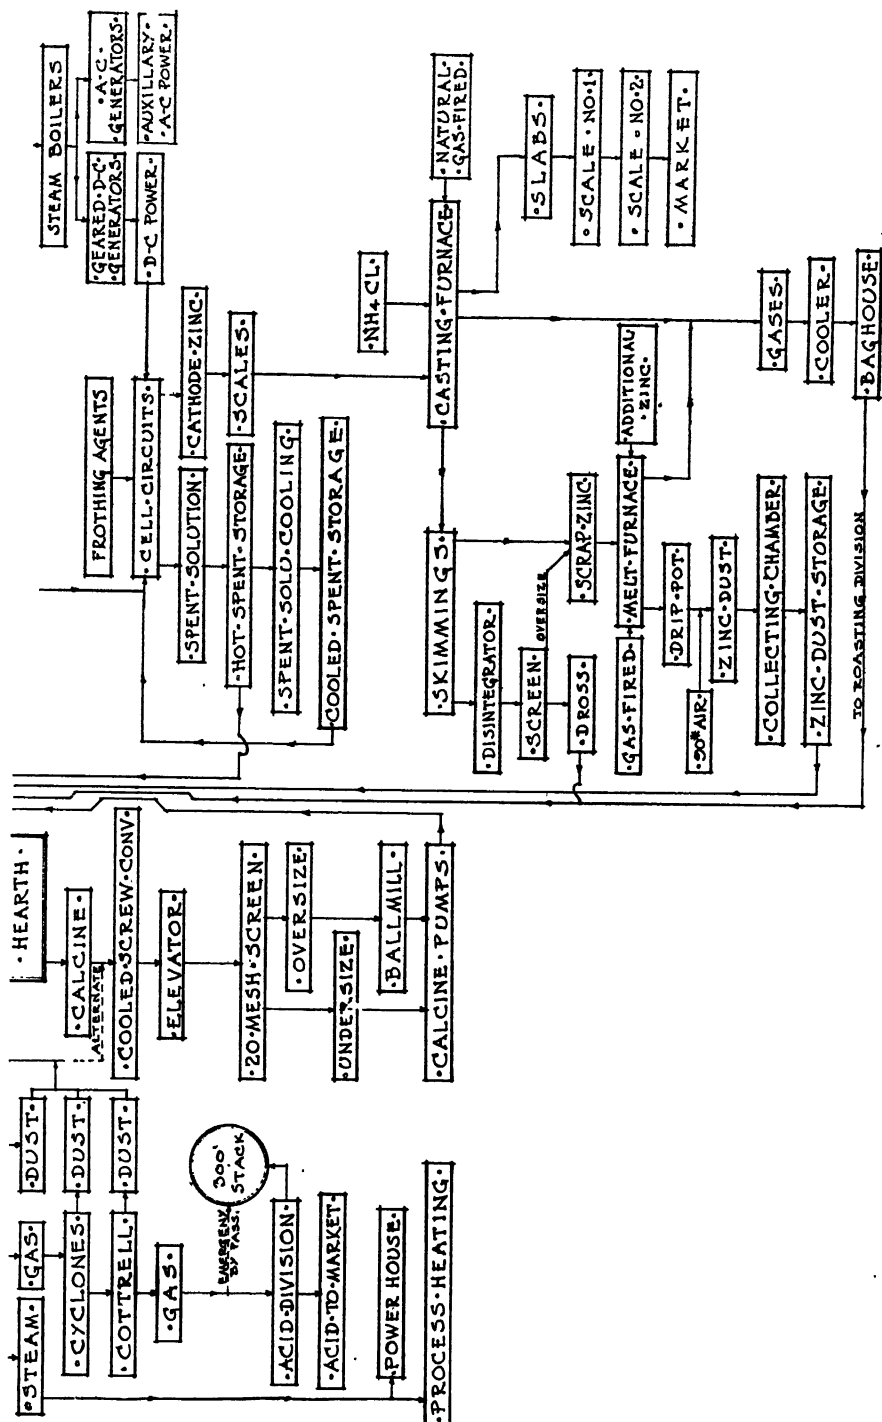 STEAM BOILERS
·A-C·
GENERATORS·
·AUXILLARY·
A-C POWER·
·GEARED·D-C·
GENERATORS·
·D-C POWER·
FROTHING AGENTS
·CELL·CIRCUITS·
·SPENT·SOLUTION·
·CATHODE·ZINC·
·HOT·SPENT·STORAGE·
·SCALES·
·SPENT·SOLU·COOLING·
·COOLED·SPENT·STORAGE·
·NH4CL·
·NATURAL·
GAS·FIRED·
·CASTING·FURNACE·
·SLABS·
·SCALE·NO·1·
·SCALE·NO·2·
·MARKET·
·SKIMMINGS·
·DISINTEGRATOR·
·SCREEN·
OVERSIZE
·DROSS·
·SCRAP·ZINC·
·GAS·FIRED·
·MELT·FURNACE·
·ADDITIONAL·
·ZINC·
·DRIP·POT·
·90#AIR·
·ZINC·DUST·
·COLLECTING·CHAMBER·
·ZINC·DUST·STORAGE·
·GASES·
·COOLER·
·BAGHOUSE·
TO ROASTING DIVISION
·HEARTH·
·CALCINE·
ALTERNATE
·COOLED·SCREW·CONV·
·ELEVATOR·
·20·MESH·SCREEN·
·OVERSIZE·
·UNDERSIZE·
·BALLMILL·
·CALCINE·PUMPS·
·STEAM·
·GAS·
·DUST·
·CYCLONES·
·DUST·
·COTTRELL·
·DUST·
·GAS·
EMERGENY
BY PASS.
300'
STACK
·ACID·DIVISION·
·ACID·TO·MARKET·
·POWER HOUSE·
·PROCESS·HEATING·